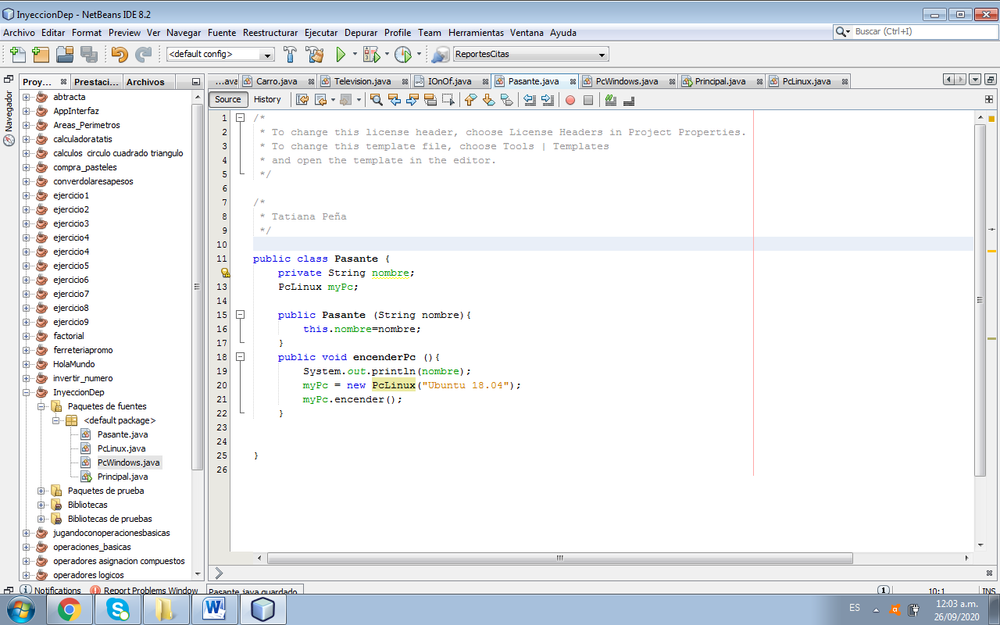 InyeccionDep - NetBeans IDE 8.2
Archivo Editar Format Preview Ver Navegar Fuente Reestructurar Ejecutar Depurar Profile Team Herramientas Ventana Ayuda
Buscar (Ctrl+I)
<default config>
ReportesCitas
Proy...
Prestaci...
Archivos
...ava
Carro.java
Television.java
IOnOf.java
Pasante.java
PcWindows.java
Principal.java
PcLinux.java
Navegador
Source
History
abtracta
AppInterfaz
Areas_Perimetros
calculadoratatis
calculos circulo cuadrado triangulo
compra_pasteles
converdolaresapesos
ejercicio1
ejercicio2
ejercicio3
ejercicio4
ejercicio4
ejercicio5
ejercicio6
ejercicio7
ejercicio8
ejercicio9
factorial
ferreteriapromo
HolaMundo
invertir_numero
InyeccionDep
Paquetes de fuentes
<default package>
Pasante.java
PcLinux.java
PcWindows.java
Principal.java
Paquetes de prueba
Bibliotecas
Bibliotecas de pruebas
jugandoconoperacionesbasicas
operaciones_basicas
operadores asignacion compuestos
operadores logicos
1 /*
2 * To change this license header, choose License Headers in Project Properties.
3 * To change this template file, choose Tools | Templates
4 * and open the template in the editor.
5 */
6
7 /*
8 * Tatiana Peña
9 */
10
11 public class Pasante {
private String nombre;
13 PcLinux myPc;
14
15 public Pasante (String nombre){
16 this.nombre=nombre;
17 }
18 public void encenderPc (){
19 System.out.println(nombre);
20 myPc = new PcLinux("Ubuntu 18.04");
21 myPc.encender();
22 }
23
24
25 }
26
Notifications
Report Problems Window
Pasante.java guardado.
1
10:1
INS
ES
12:03 a.m.
26/09/2020